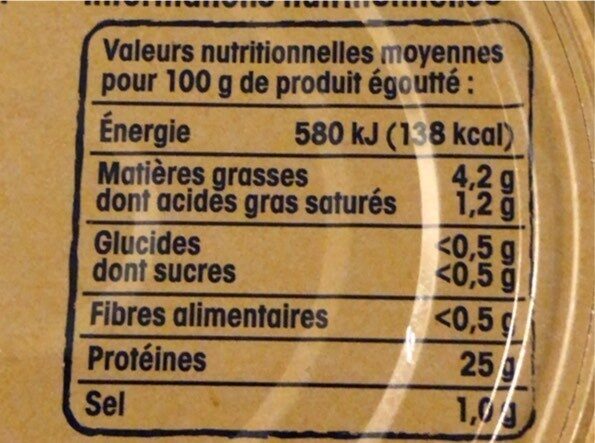 Valeurs nutritionnelles moyennes
pour 100 g de produit égoutté :
Énergie 580 kJ (138 kcal)
Matières grasses 4,2 g
dont acides gras saturés 1,2 g
Glucides <0,5 g
dont sucres <0,5 g
Fibres alimentaires <0,5 g
Protéines 25 g
Sel 1,0 g